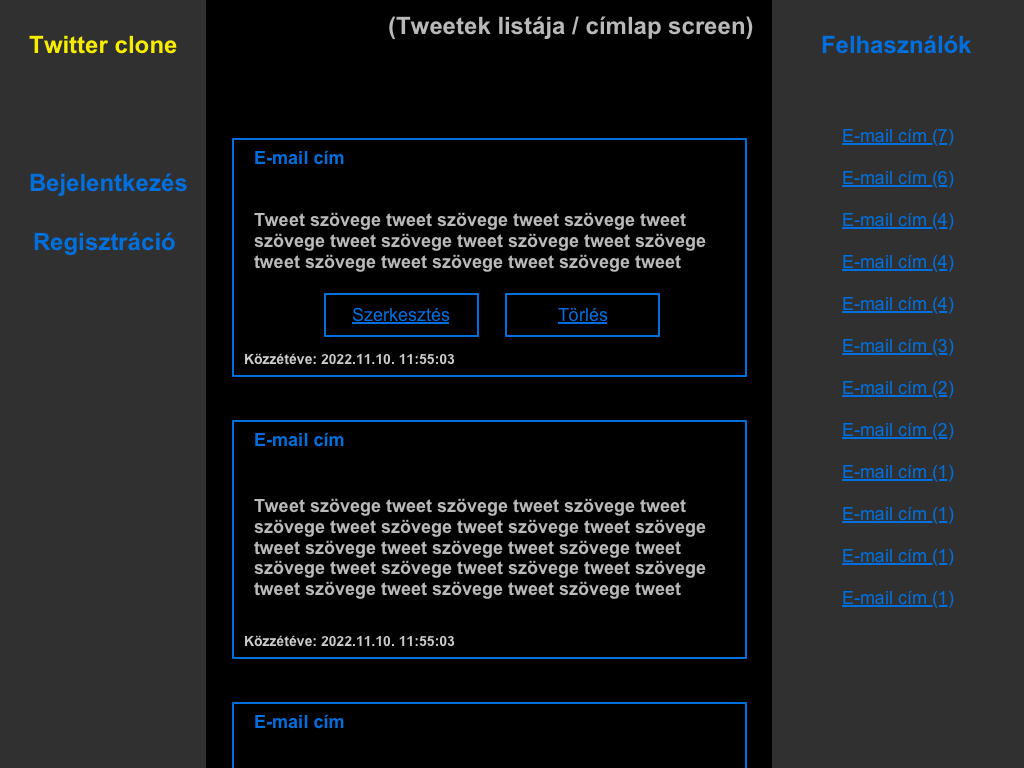 Twitter clone
Bejelentkezés
Regisztráció
(Tweetek listája / címlap screen)
E-mail cím
Tweet szövege tweet szövege tweet szövege tweet
szövege tweet szövege tweet szövege tweet szövege
tweet szövege tweet szövege tweet szövege tweet
Szerkesztés
Törlés
Közzétéve: 2022.11.10. 11:55:03
E-mail cím
Tweet szövege tweet szövege tweet szövege tweet
szövege tweet szövege tweet szövege tweet szövege
tweet szövege tweet szövege tweet szövege tweet
szövege tweet szövege tweet szövege tweet szövege
tweet szövege tweet szövege tweet szövege tweet
Közzétéve: 2022.11.10. 11:55:03
E-mail cím
Felhasználók
E-mail cím (7)
E-mail cím (6)
E-mail cím (4)
E-mail cím (4)
E-mail cím (4)
E-mail cím (3)
E-mail cím (2)
E-mail cím (2)
E-mail cím (1)
E-mail cím (1)
E-mail cím (1)
E-mail cím (1)